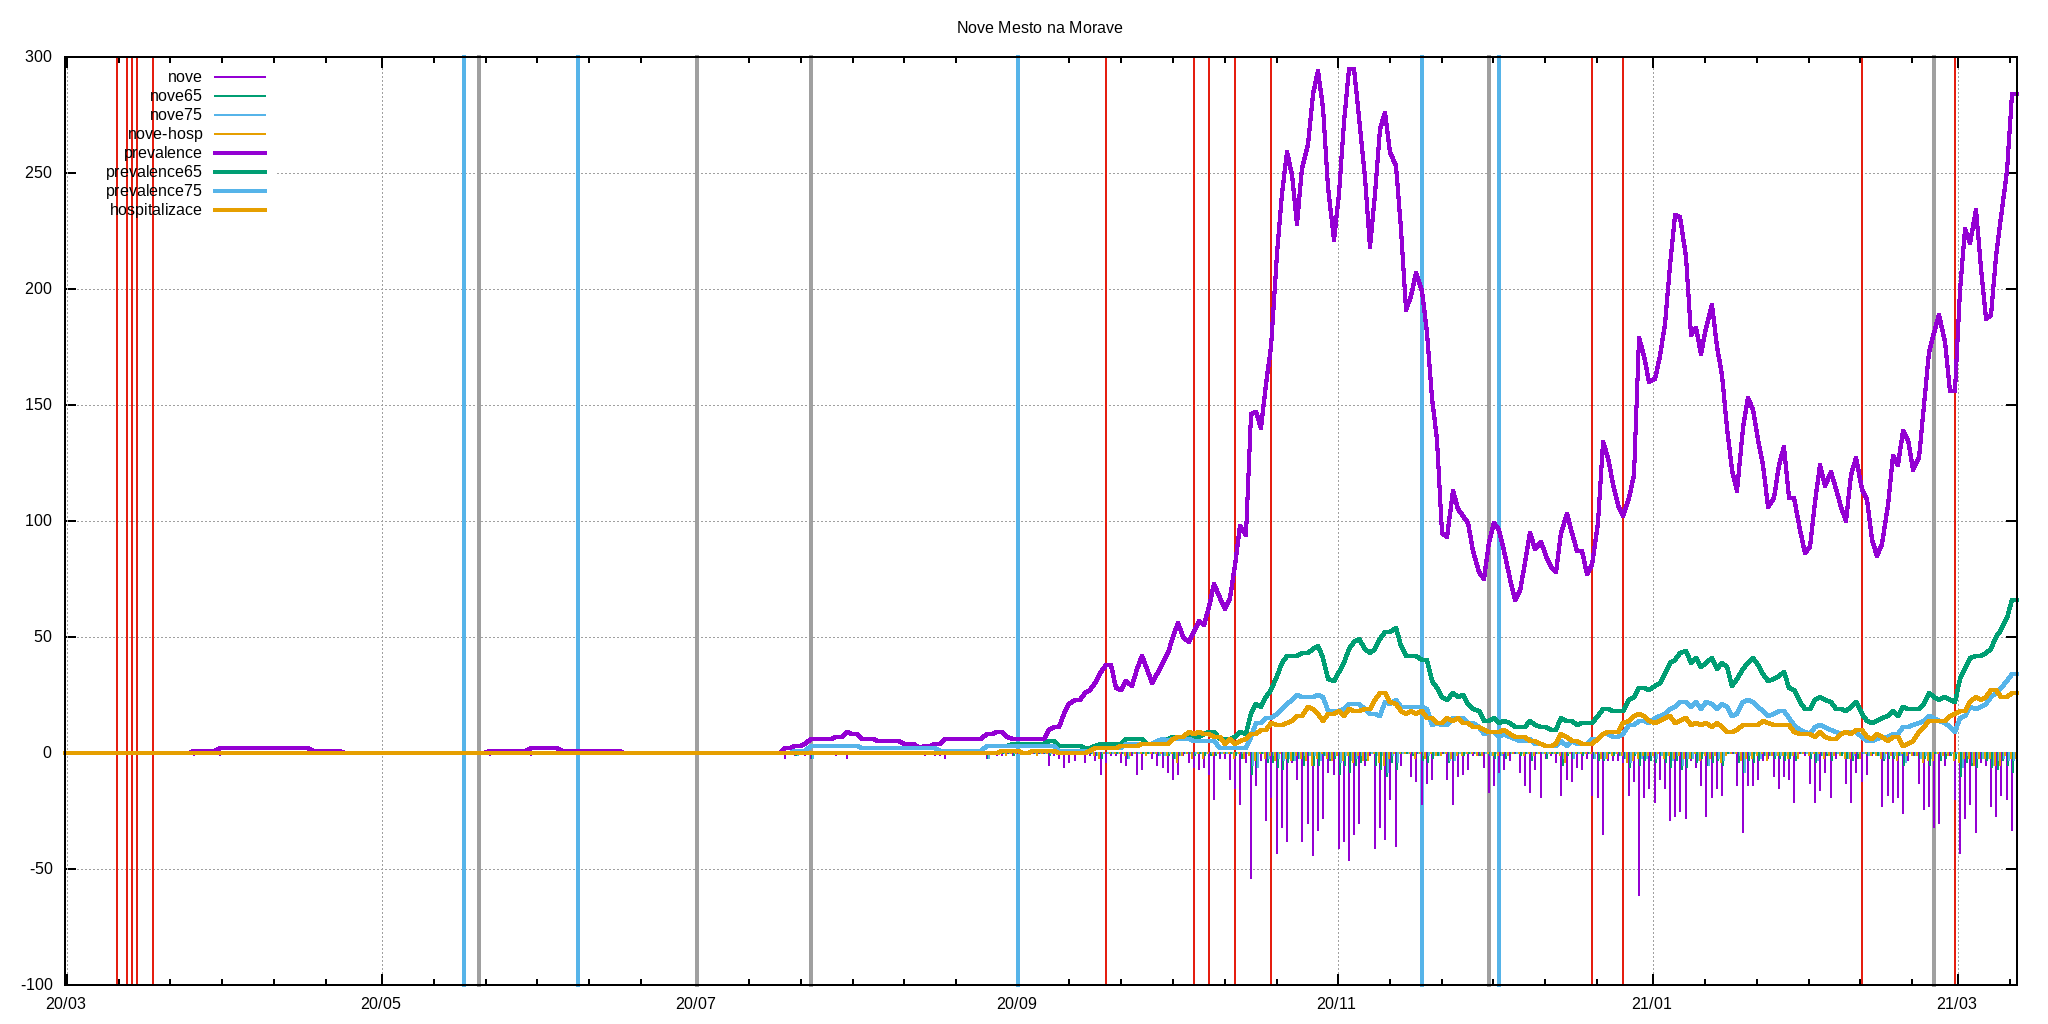 Nove Mesto na Morave
300
250
200
150
100
50
0
-50
-100
nove
nove65
nove75
nove-hosp
prevalence
prevalence65
prevalence75
hospitalizace
20/03 20/05 20/07 20/09 20/11 21/01 21/03